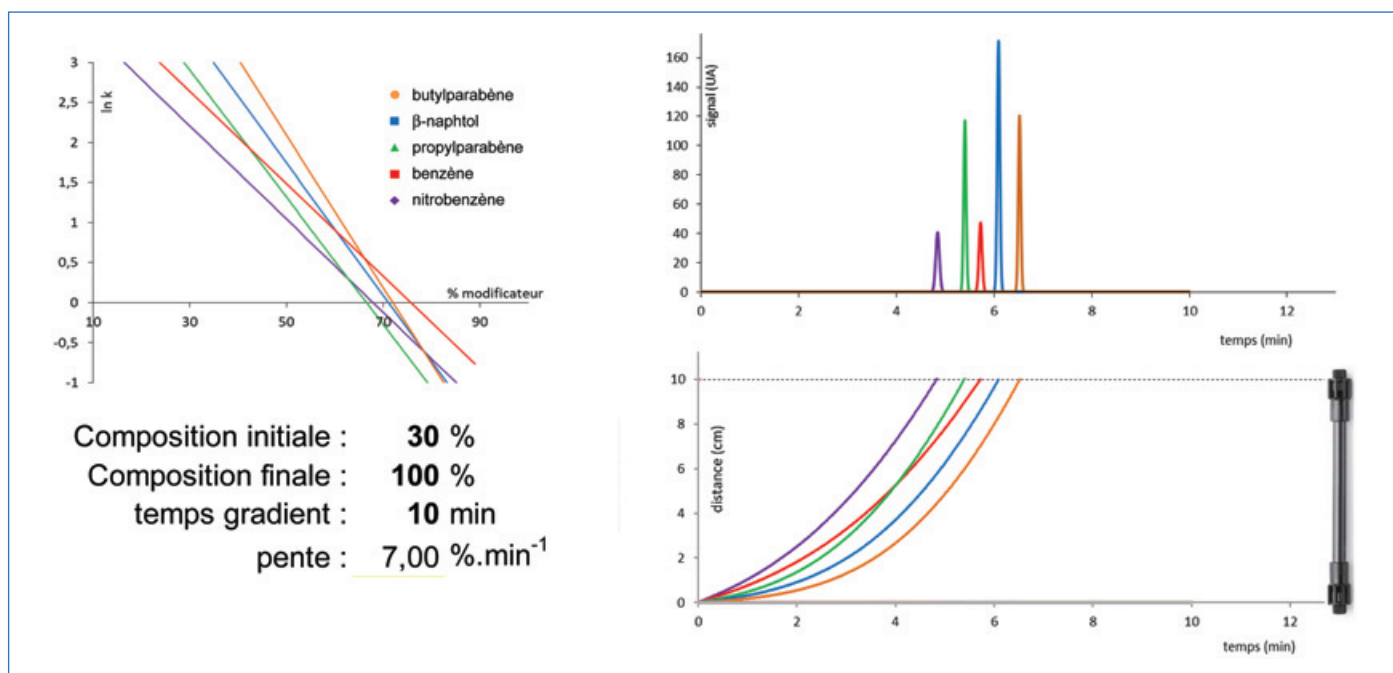 3
2,5
2
1,5
1
0,5
0
-0,5
-1
ln k
butylparabène
β-naphtol
propylparabène
benzène
nitrobenzène
% modificateur
10
30
50
70
90
Composition initiale : 30 %
Composition finale : 100 %
temps gradient : 10 min
pente : 7,00 %.min-1
160
140
120
100
80
60
40
20
0
signal (UA)
0 2 4 6 8 10 12
temps (min)
10
8
6
4
2
0
distance (cm)
0 2 4 6 8 10 12
temps (min)